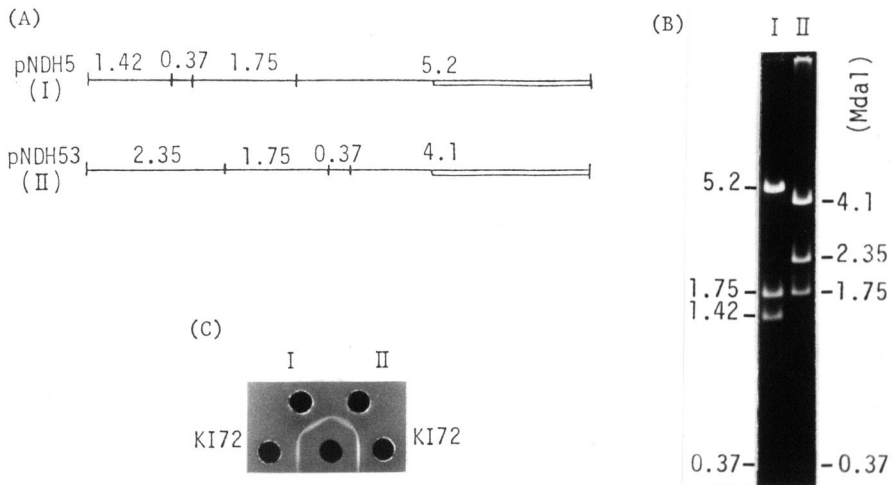 (A)
pNDH5
(I)
1.42 0.37 1.75 5.2
pNDH53
(II)
2.35 1.75 0.37 4.1
(B)
I II
(Mdal)
5.2
1.75
1.42
0.37
4.1
2.35
1.75
0.37
(C)
I II
KI72 KI72